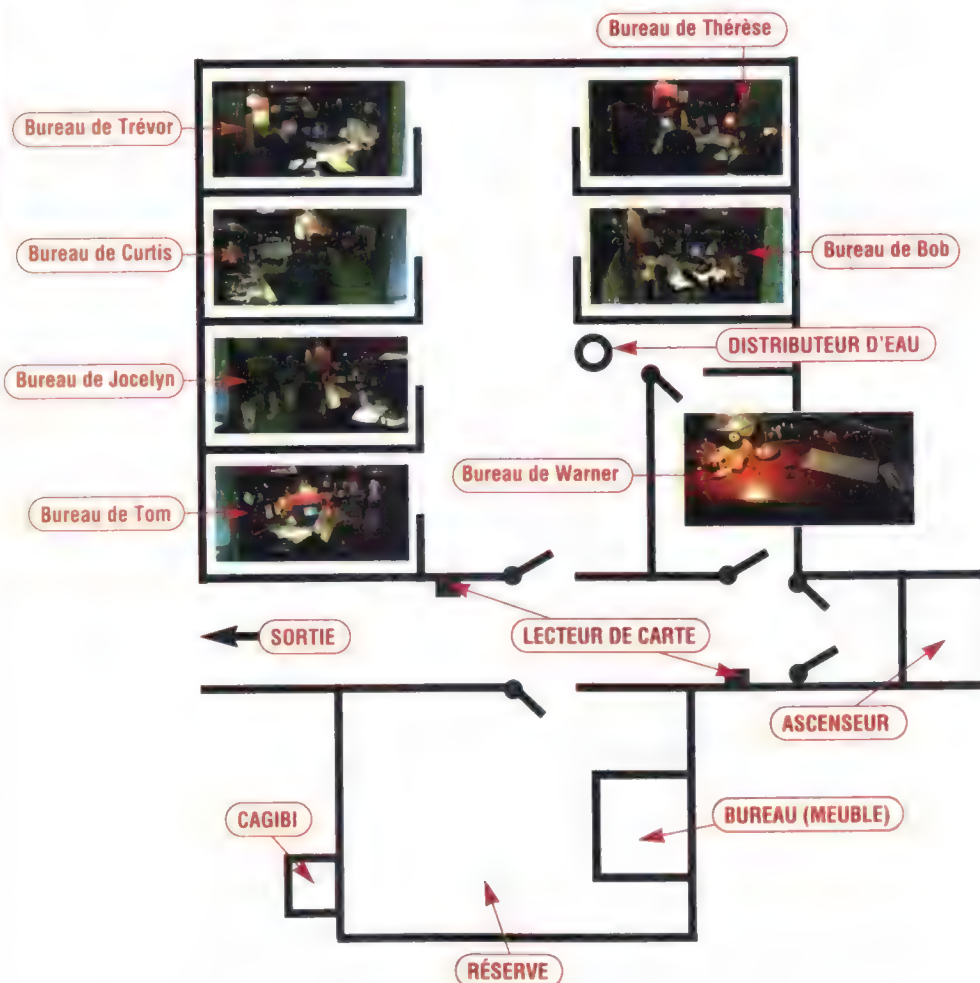 Bureau de Thérèse
Bureau de Trévor
Bureau de Curtis
Bureau de Bob
DISTRIBUTEUR D'EAU
Bureau de Jocelyn
Bureau de Warner
Bureau de Tom
SORTIE
LECTEUR DE CARTE
ASCENSEUR
CAGIBI
BUREAU (MEUBLE)
RÉSERVE